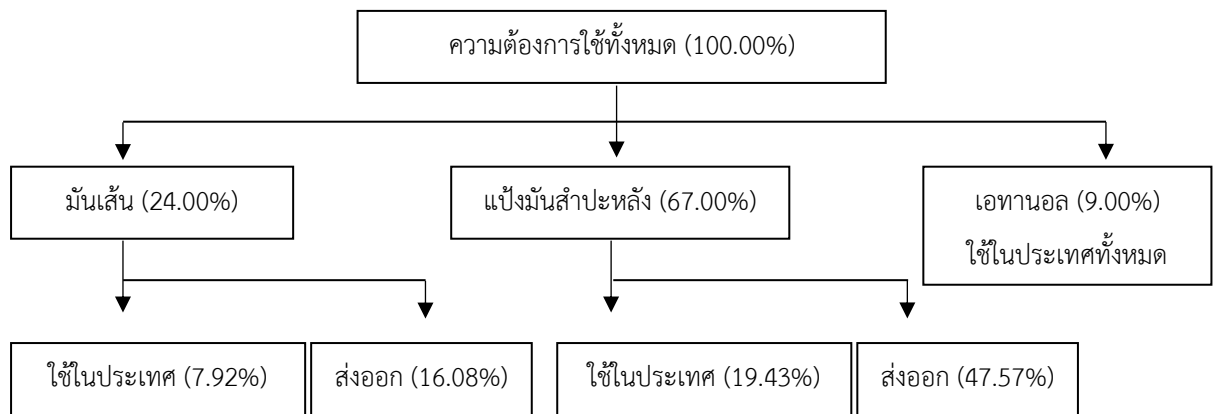 ความต้องการใช้ทั้งหมด (100.00%)
มันเส้น (24.00%)
แป้งมันสำปะหลัง (67.00%)
เอทานอล (9.00%)
ใช้ในประเทศทั้งหมด
ใช้ในประเทศ (7.92%)
ส่งออก (16.08%)
ใช้ในประเทศ (19.43%)
ส่งออก (47.57%)